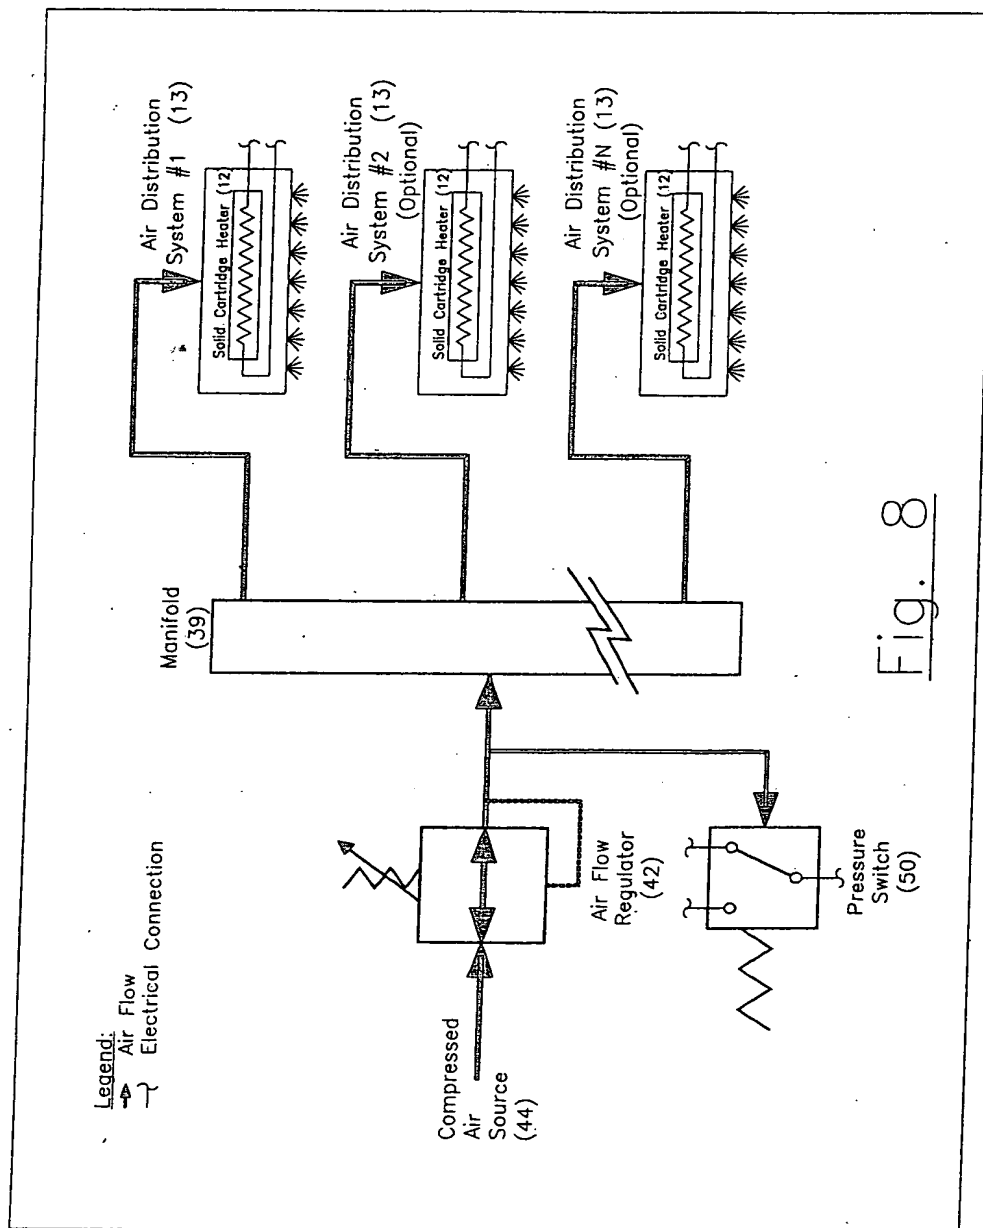 Legend:
Air Flow
Electrical Connection
Compressed
Air
Source
(44)
Air Flow
Regulator
(42)
Pressure
Switch
(50)
Manifold
(39)
Air Distribution
System #1 (13)
Solid Cartridge Heater (12)
Air Distribution
System #2 (13)
(Optional)
Solid Cartridge Heater (12)
Air Distribution
System #N (13)
(Optional)
Solid Cartridge Heater (12)
Fig. 8